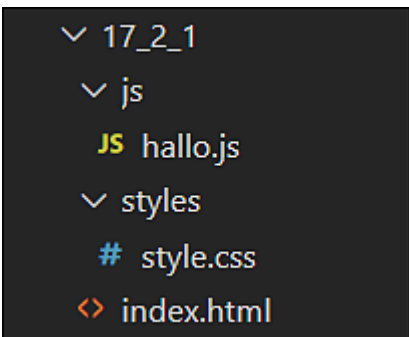 17_2_1
js
JS hallo.js
styles
# style.css
<> index.html